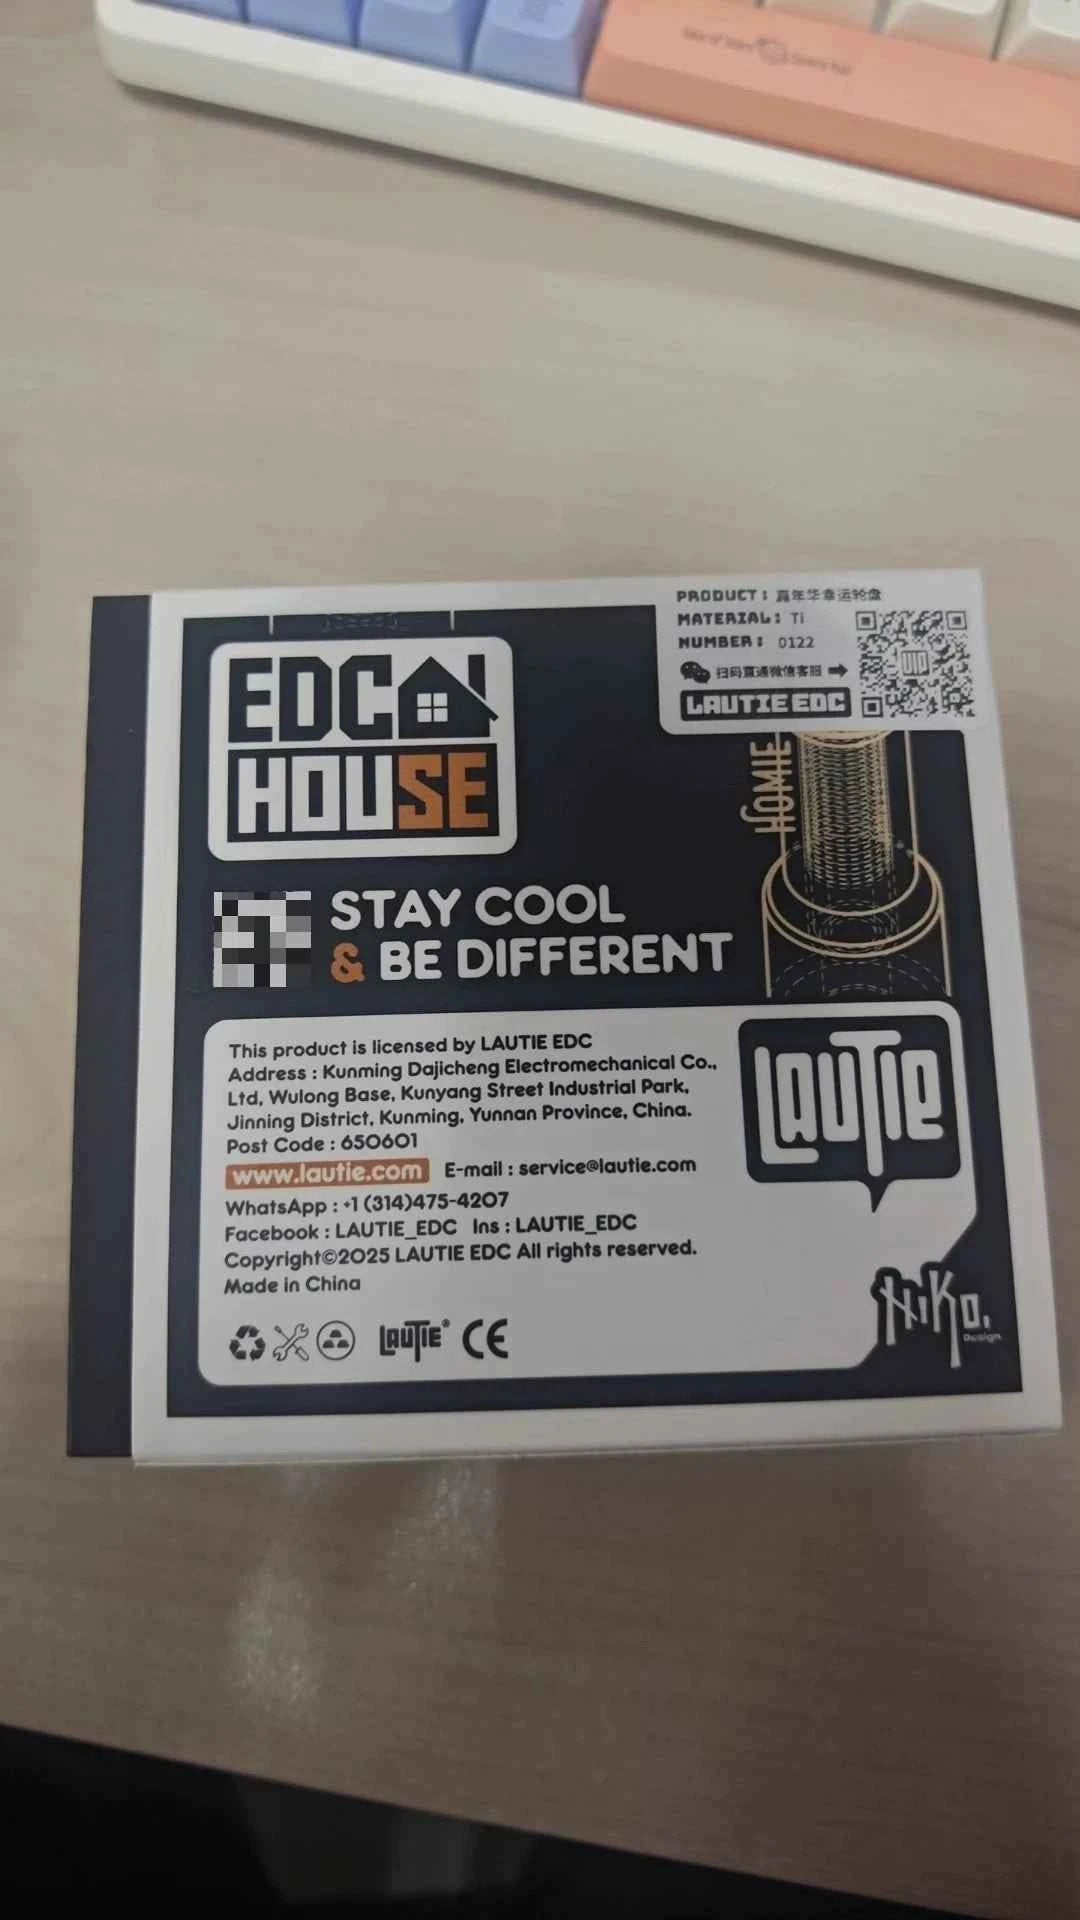 PRODUCT: 嘉年华幸运轮盘
MATERIAL: Ti
NUMBER: 0122
扫码直通微信客服
LAUTIE EDC
UID
EDC
HOUSE
HOMIE
STAY COOL
& BE DIFFERENT
This product is licensed by LAUTIE EDC
Address : Kunming Dajicheng Electromechanical Co.,
Ltd, Wulong Base, Kunyang Street Industrial Park,
Jinning District, Kunming, Yunnan Province, China.
Post Code : 650601
www.lautie.com E-mail : service@lautie.com
WhatsApp : +1 (314)475-4207
Facebook : LAUTIE_EDC Ins : LAUTIE_EDC
Copyright©2025 LAUTIE EDC All rights reserved.
Made in China
LAUTIE® CE
LAUTIE
NiKo.
Design